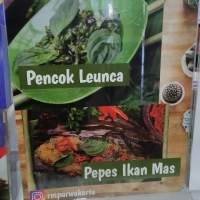 Pencok Leunca
Pepes Ikan Mas
rmpurwakarta